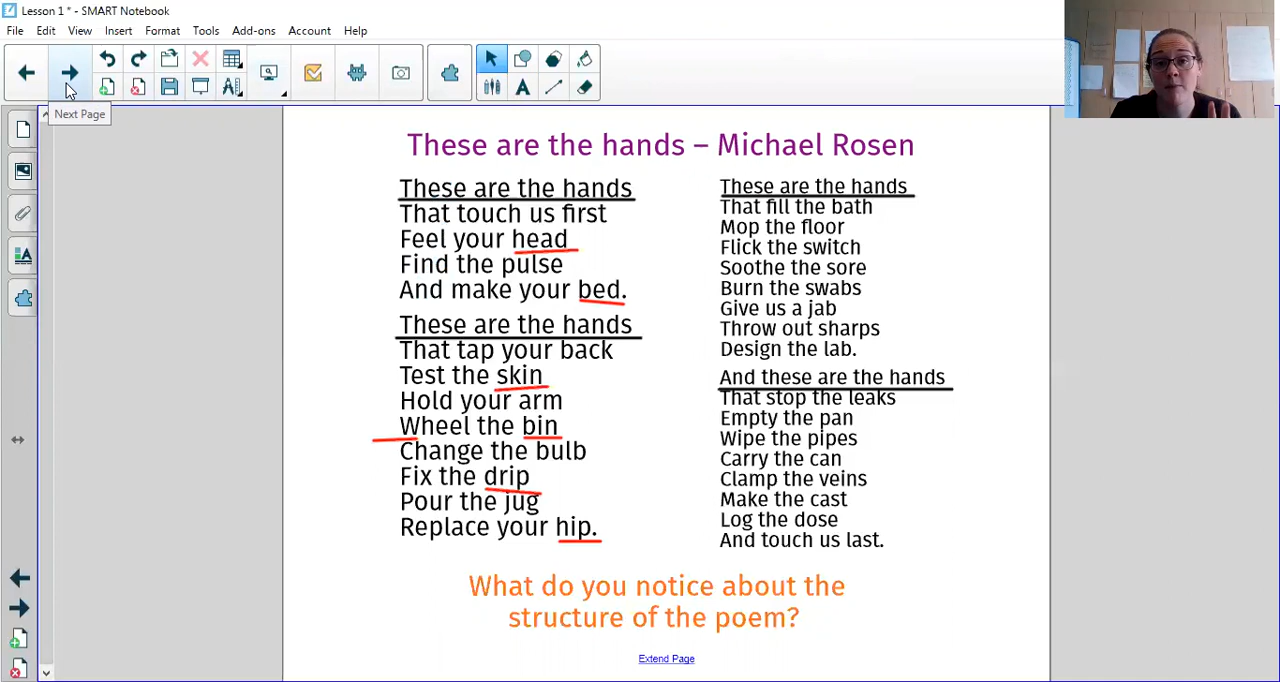 Lesson 1 * - SMART Notebook
File Edit View Insert Format Tools Add-ons Account Help
Next Page
These are the hands – Michael Rosen
These are the hands
That touch us first
Feel your head
Find the pulse
And make your bed.
These are the hands
That tap your back
Test the skin
Hold your arm
Wheel the bin
Change the bulb
Fix the drip
Pour the jug
Replace your hip.
These are the hands
That fill the bath
Mop the floor
Flick the switch
Soothe the sore
Burn the swabs
Give us a jab
Throw out sharps
Design the lab.
And these are the hands
That stop the leaks
Empty the pan
Wipe the pipes
Carry the can
Clamp the veins
Make the cast
Log the dose
And touch us last.
What do you notice about the
structure of the poem?
Extend Page